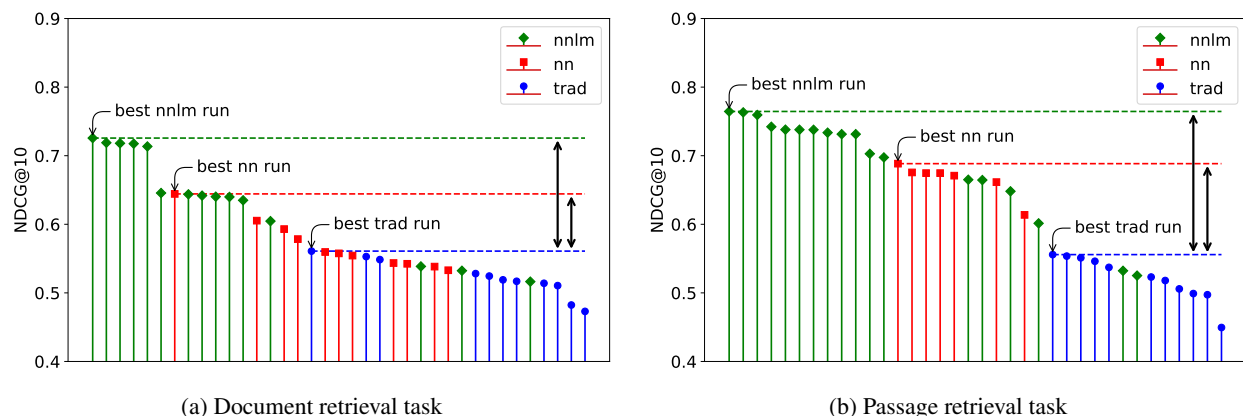 0.9
0.8
0.7
0.6
0.5
0.4
NDCG@10
nnlm
nn
trad
best nnlm run
best nn run
best trad run
(a) Document retrieval task
0.9
0.8
0.7
0.6
0.5
0.4
NDCG@10
nnlm
nn
trad
best nnlm run
best nn run
best trad run
(b) Passage retrieval task